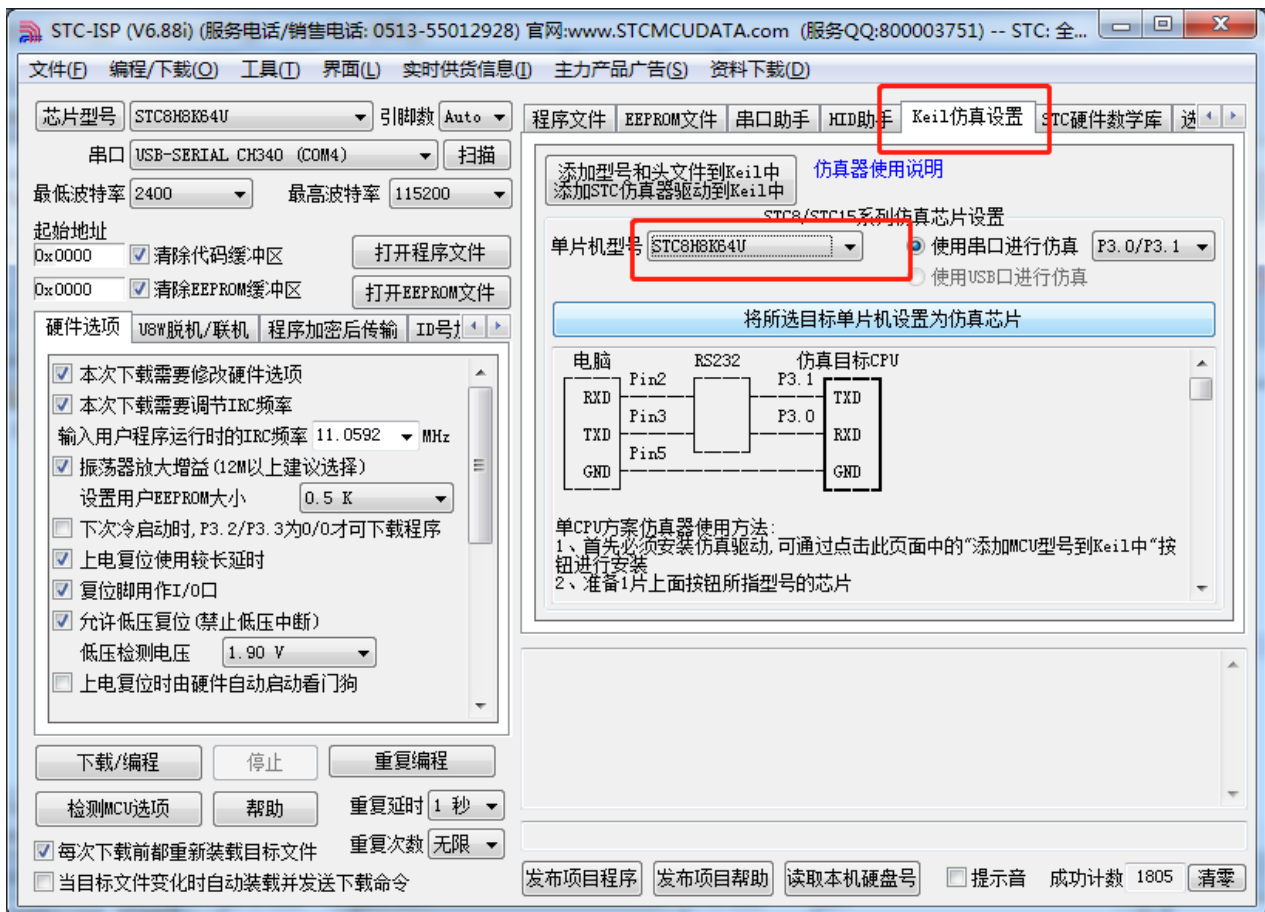 STC-ISP (V6.88i) (服务电话/销售电话: 0513-55012928) 官网:www.STCMCUDATA.com (服务QQ:800003751) -- STC: 全...
文件(F) 编程/下载(O) 工具(T) 界面(L) 实时供货信息(I) 主力产品广告(S) 资料下载(D)
芯片型号 STC8H8K64U 引脚数 Auto
串口 USB-SERIAL CH340 (COM4) 扫描
最低波特率 2400 最高波特率 115200
起始地址
0x0000 清除代码缓冲区 打开程序文件
0x0000 清除EEPROM缓冲区 打开EEPROM文件
硬件选项 U8W脱机/联机 程序加密后传输
本次下载需要修改硬件选项
本次下载需要调节IRC频率
输入用户程序运行时的IRC频率 11.0592 MHz
振荡器放大增益(12M以上建议选择)
设置用户EEPROM大小 0.5 K
下次冷启动时,P3.2/P3.3为0/0才可下载程序
上电复位使用较长延时
复位脚用作I/O口
允许低压复位(禁止低压中断)
低压检测电压 1.90 V
上电复位时由硬件自动启动看门狗
下载/编程 停止 重复编程
检测MCU选项 帮助 重复延时 1 秒
每次下载前都重新装载目标文件 重复次数 无限
当目标文件变化时自动装载并发送下载命令
程序文件 EEPROM文件 串口助手 HID助手 Keil仿真设置 STC硬件数学库
添加型号和头文件到Keil中
添加STC仿真器驱动到Keil中
仿真器使用说明
STC8/STC15系列仿真芯片设置
单片机型号 STC8H8K64U 使用串口进行仿真 P3.0/P3.1
使用USB口进行仿真
将所选目标单片机设置为仿真芯片
电脑 RS232 仿真目标CPU
Pin2 P3.1
RXD TXD
Pin3 P3.0
TXD RXD
Pin5
GND GND
单CPU方案仿真器使用方法:
1、首先必须安装仿真驱动,可通过点击此页面中的"添加MCU型号到Keil中"按
钮进行安装
2、准备1片上面按钮所指型号的芯片
发布项目程序 发布项目帮助 读取本机硬盘号 提示音 成功计数 1805 清零